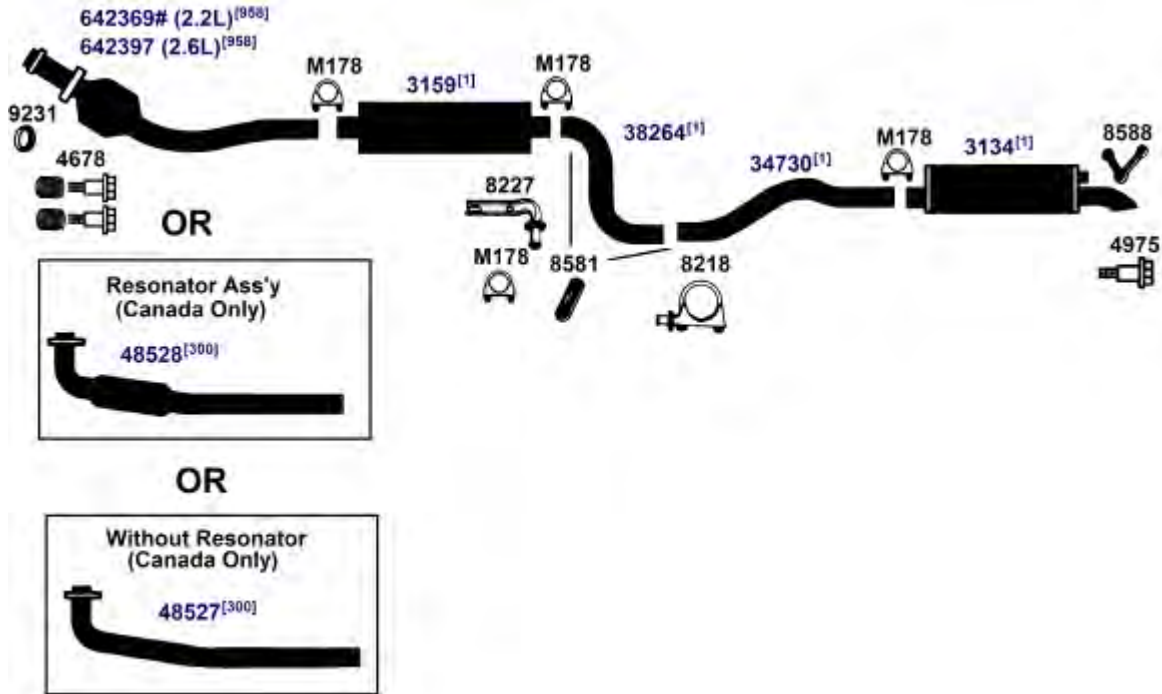 642369# (2.2L)[958]
642397 (2.6L)[958]
M178
3159[1]
M178
38264[1]
34730[1]
M178
3134[1]
8588
9231
4678
8227
M178
8581
8218
4975
OR
Resonator Ass'y
(Canada Only)
48528[300]
OR
Without Resonator
(Canada Only)
48527[300]